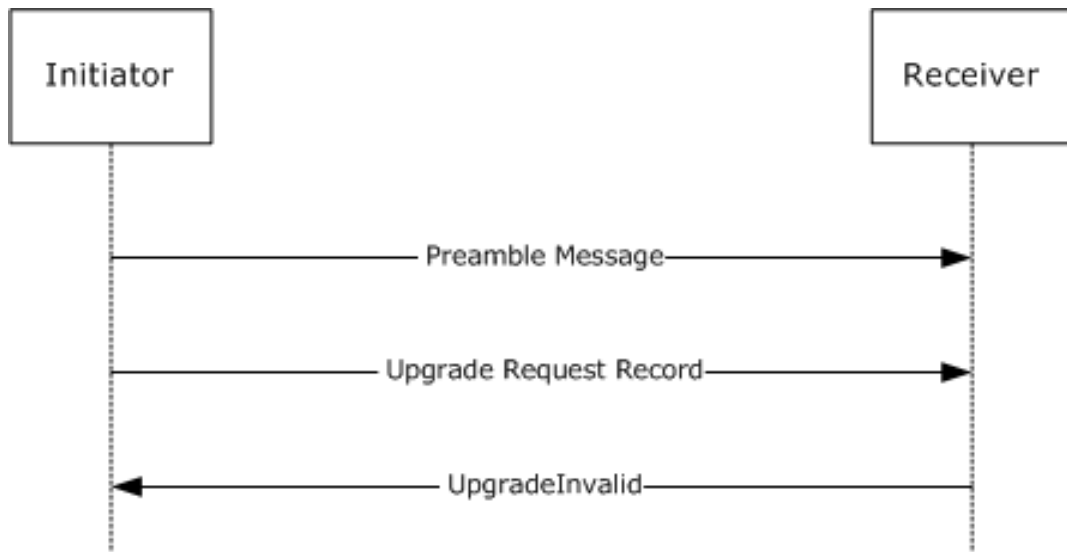 Initiator
Receiver
Preamble Message
Upgrade Request Record
UpgradeInvalid